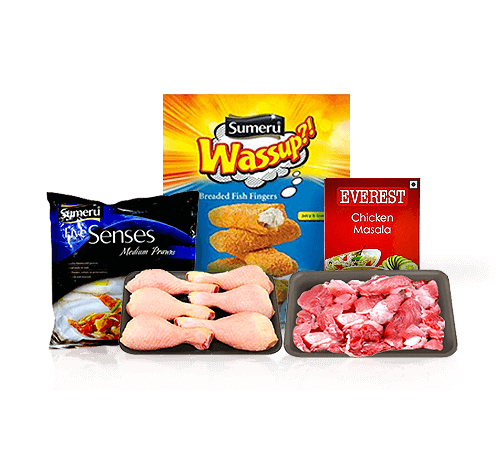 Sumeru
Wassup?!
Breaded Fish Fingers
EVEREST
Chicken
Masala
Sumeru
Senses
Medium Prawns